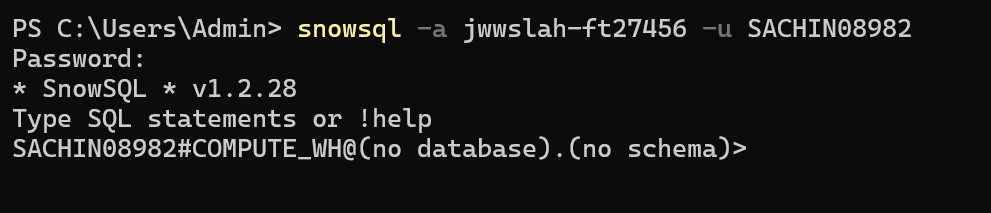 PS C:\Users\Admin> snowsql -a jwwslah-ft27456 -u SACHIN08982
Password:
* SnowSQL * v1.2.28
Type SQL statements or !help
SACHIN08982#COMPUTE_WH@(no database).(no schema)>